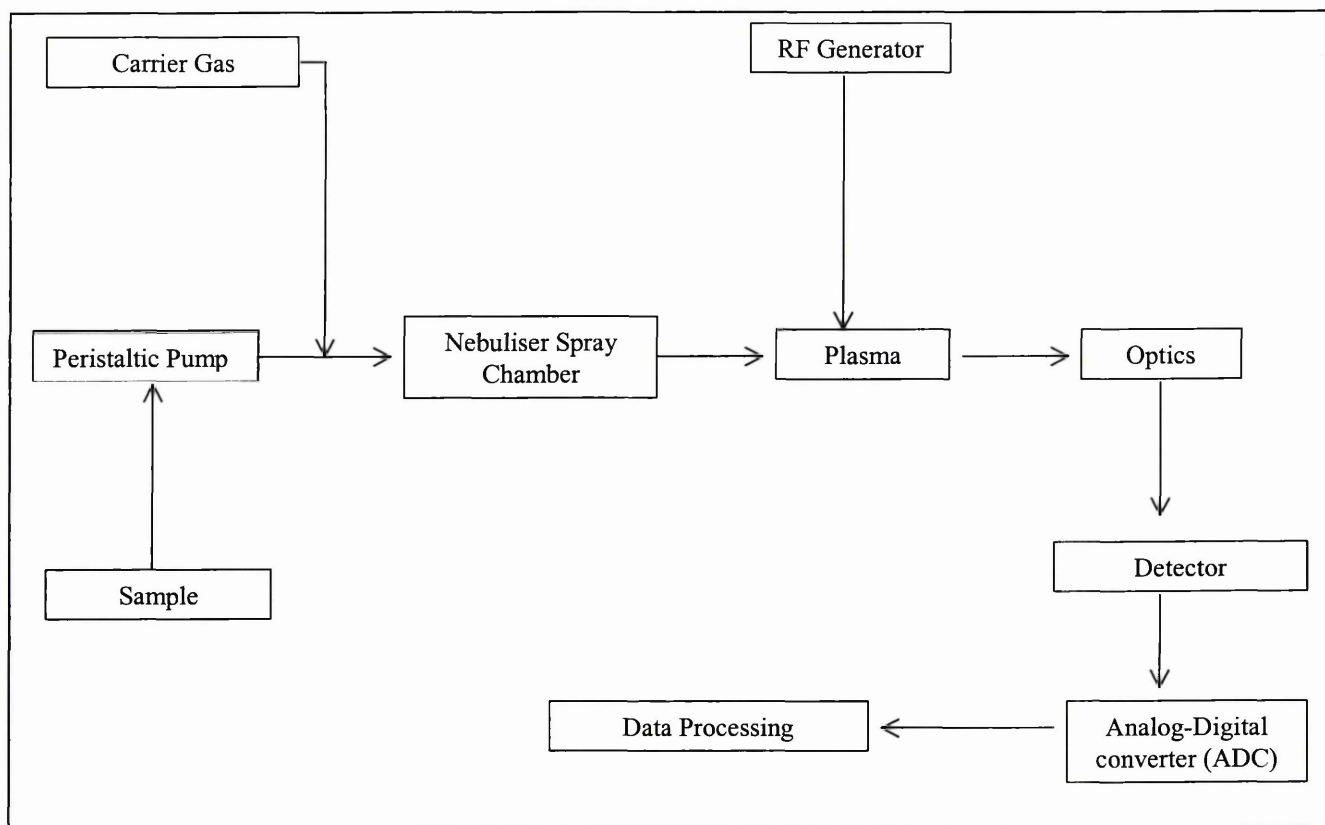 Carrier Gas
RF Generator
Peristaltic Pump
Nebuliser Spray
Chamber
Plasma
Optics
Sample
Detector
Data Processing
Analog-Digital
converter (ADC)